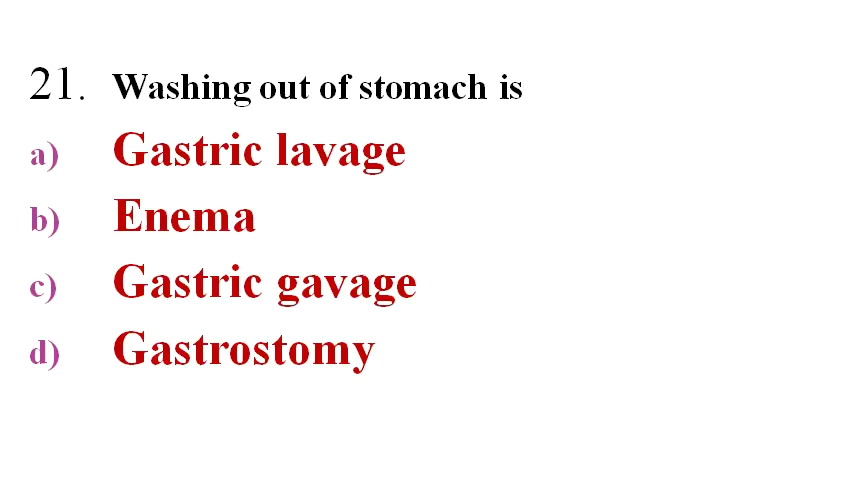 21. Washing out of stomach is
a) Gastric lavage
b) Enema
c) Gastric gavage
d) Gastrostomy